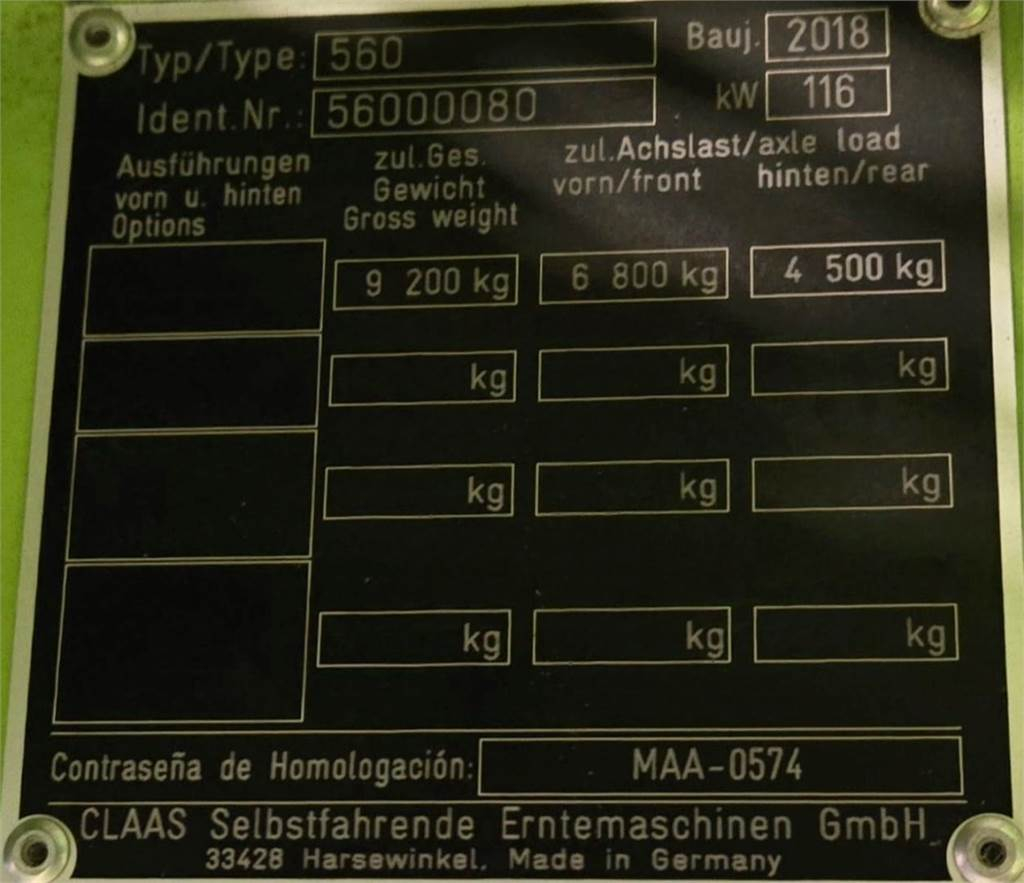 Typ/Type: 560 Bauj. 2018
Ident.Nr.: 56000080 kW 116
Ausführungen zul.Ges. zul.Achslast/axle load
vorn u. hinten Gewicht vorn/front hinten/rear
Options Gross weight
9 200 kg 6 800 kg 4 500 kg
kg kg kg
kg kg kg
kg kg kg
Contraseña de Homologación: MAA-0574
CLAAS Selbstfahrende Erntemaschinen GmbH
33428 Harsewinkel. Made in Germany